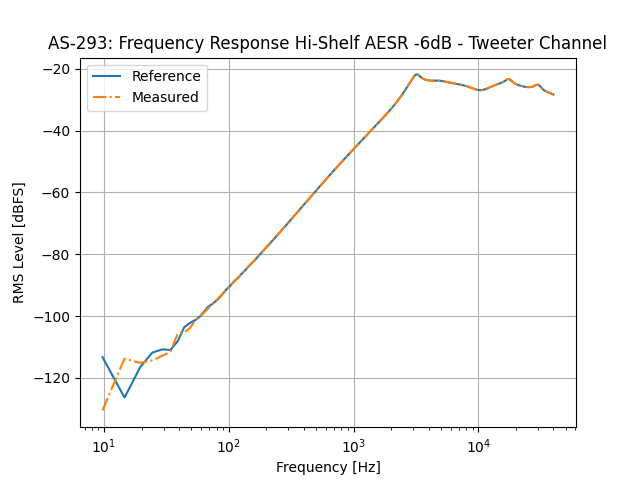 AS-293: Frequency Response Hi-Shelf AESR -6dB - Tweeter Channel
Reference
Measured
RMS Level [dBFS]
−20
−40
−60
−80
−100
−120
10^1
10^2
10^3
10^4
Frequency [Hz]